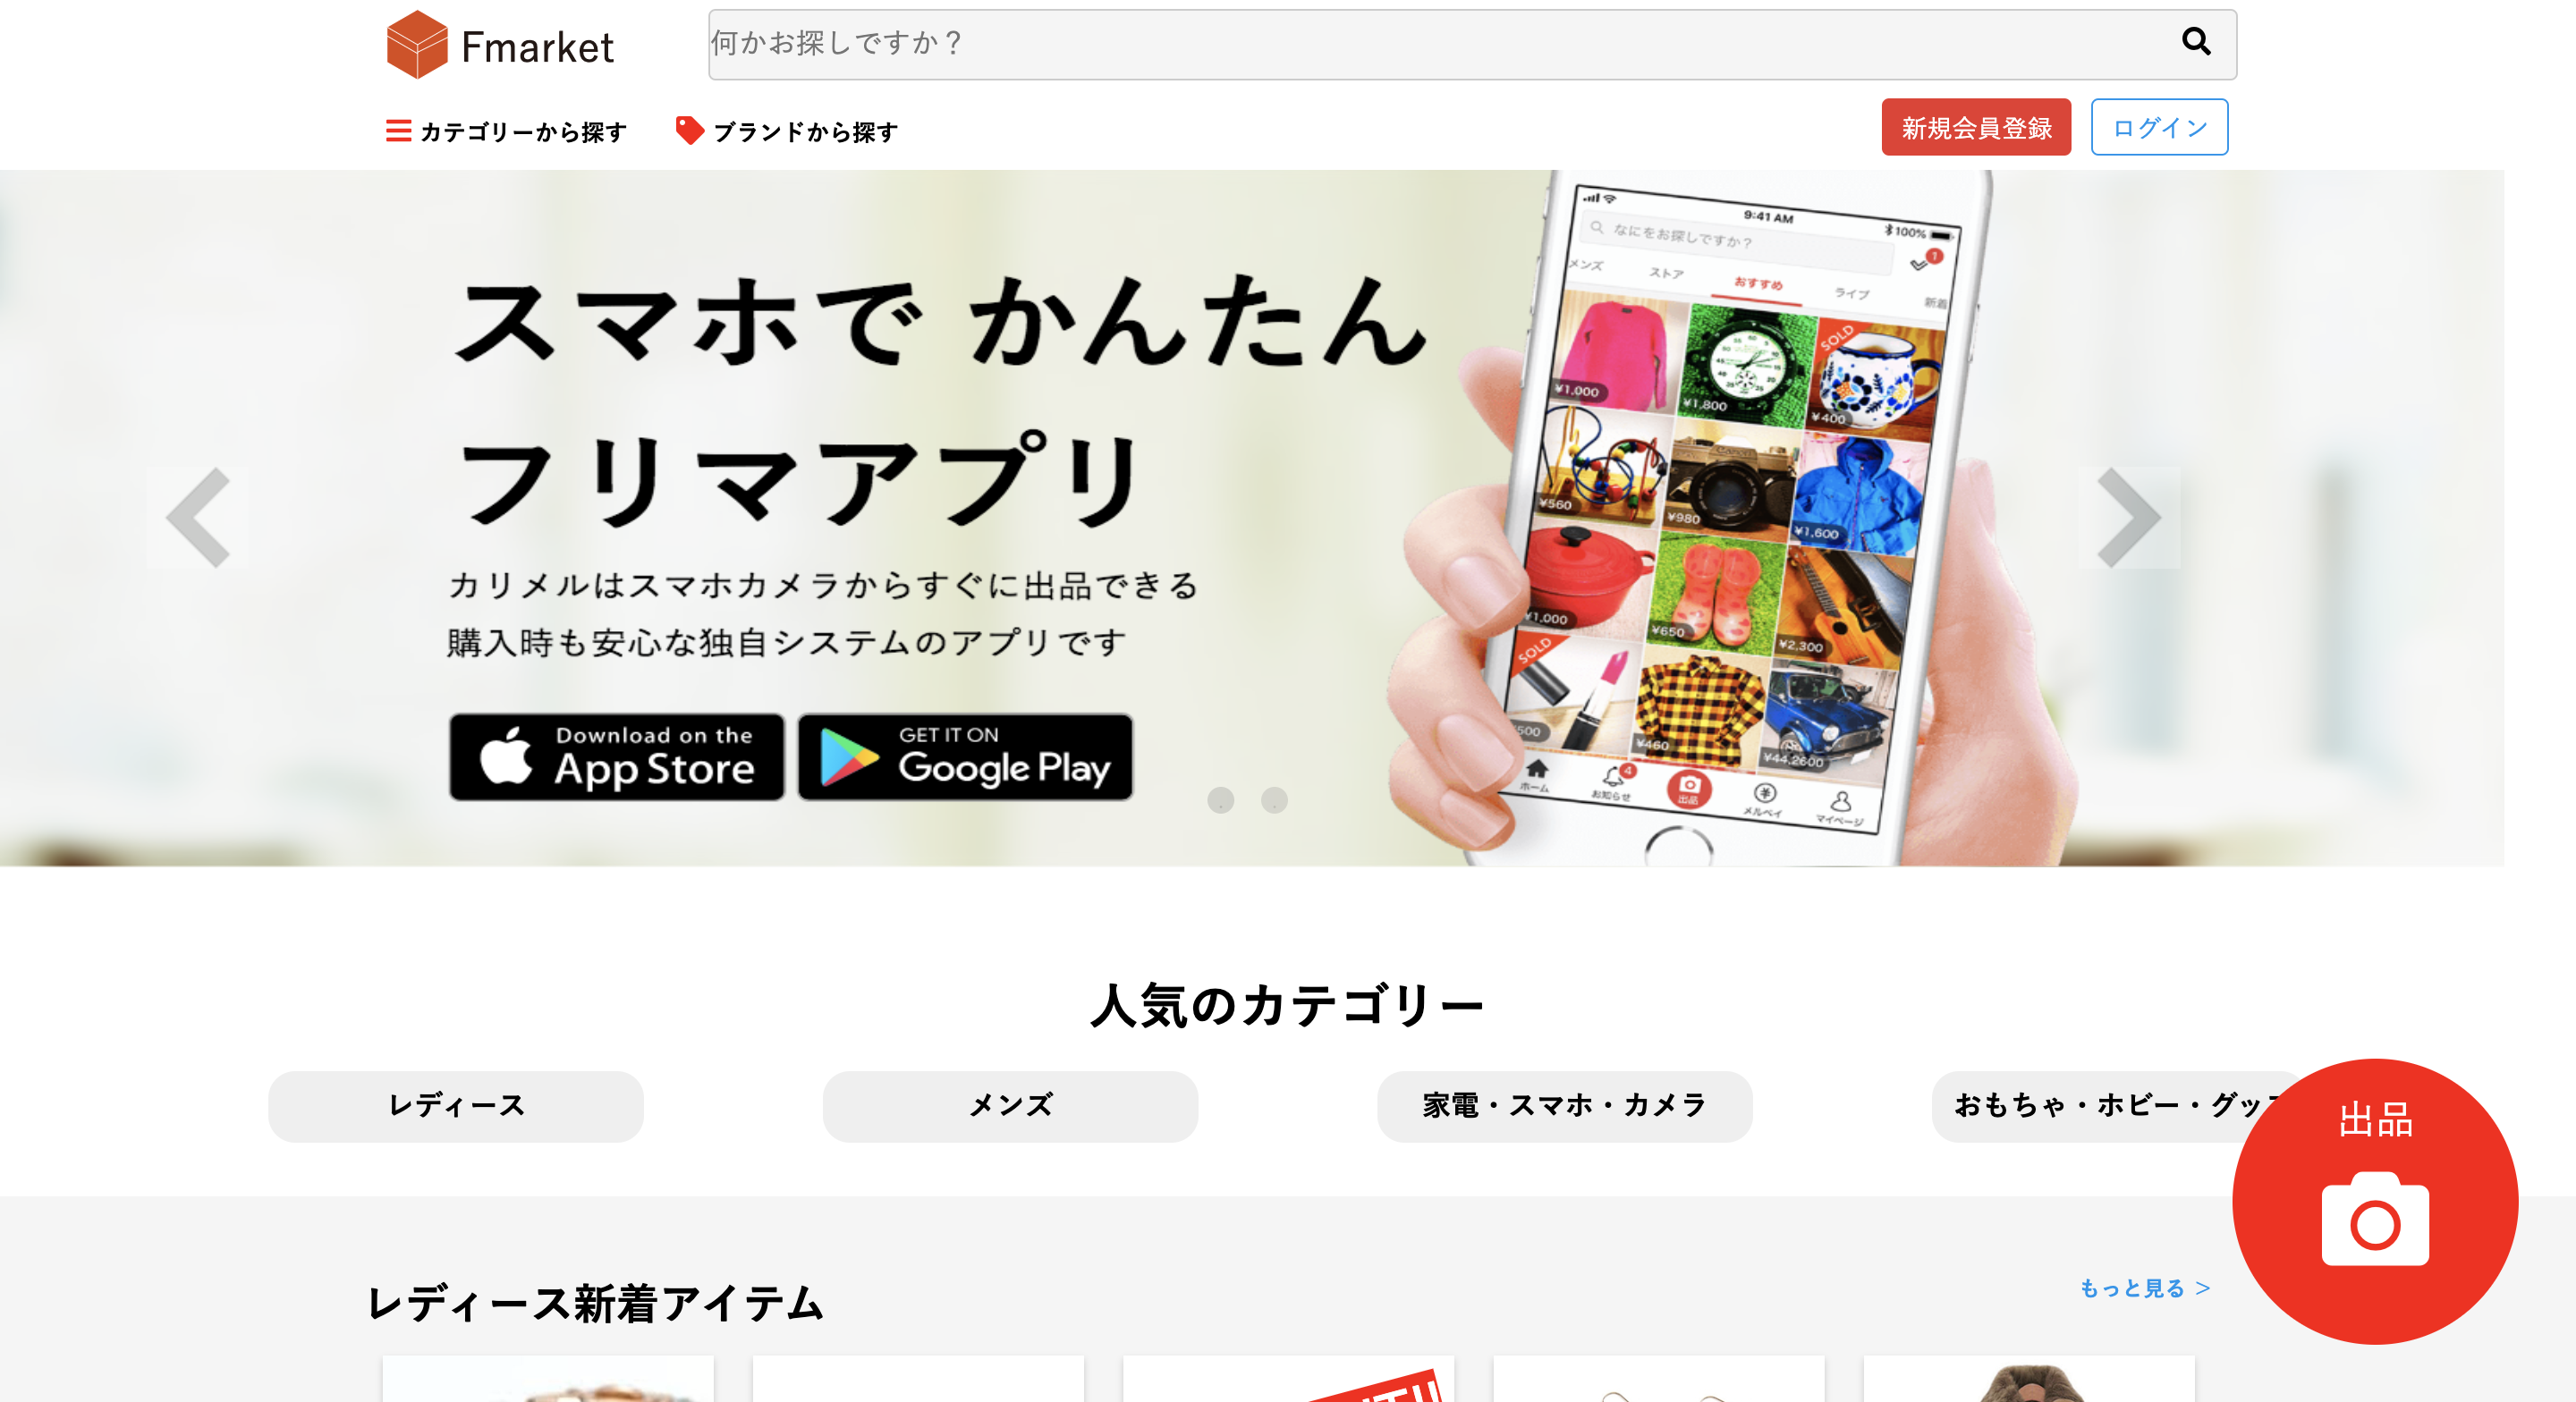 Fmarket
何かお探しですか？
カテゴリーから探す
ブランドから探す
新規会員登録
ログイン
スマホで かんたん
フリマアプリ
カリメルはスマホカメラからすぐに出品できる
購入時も安心な独自システムのアプリです
Download on the
App Store
GET IT ON
Google Play
9:41 AM
100%
なにをお探しですか？
1
メンズ
ストア
おすすめ
ライブ
新着
SOLD
¥1,000
¥1,800
¥400
¥560
¥980
¥1,600
¥1,000
¥650
¥2,300
SOLD
¥460
¥44,2600
ホーム
4
お知らせ
出品
メルペイ
マイページ
人気のカテゴリー
レディース
メンズ
家電・スマホ・カメラ
おもちゃ・ホビー・グッ
出品
レディース新着アイテム
もっと見る >